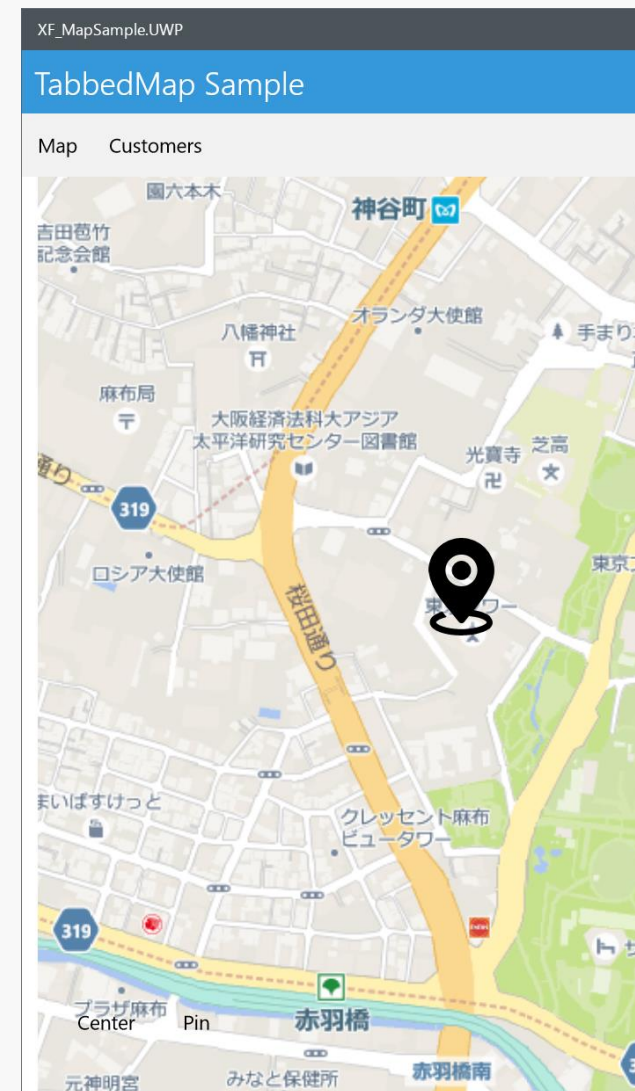 XF_MapSample.UWP
TabbedMap Sample
Map Customers
園六本木
神谷町
吉田苞竹
記念会館
オランダ大使館
八幡神社
手まり
麻布局
大阪経済法科大アジア
太平洋研究センター図書館
光寶寺
芝高
通り
319
ロシア大使館
東京
桜田通り
まいばすけっと
クレッセント麻布
ビュータワー
319
プラザ麻布
Center Pin
赤羽橋
元神明宮
みなと保健所
赤羽橋南